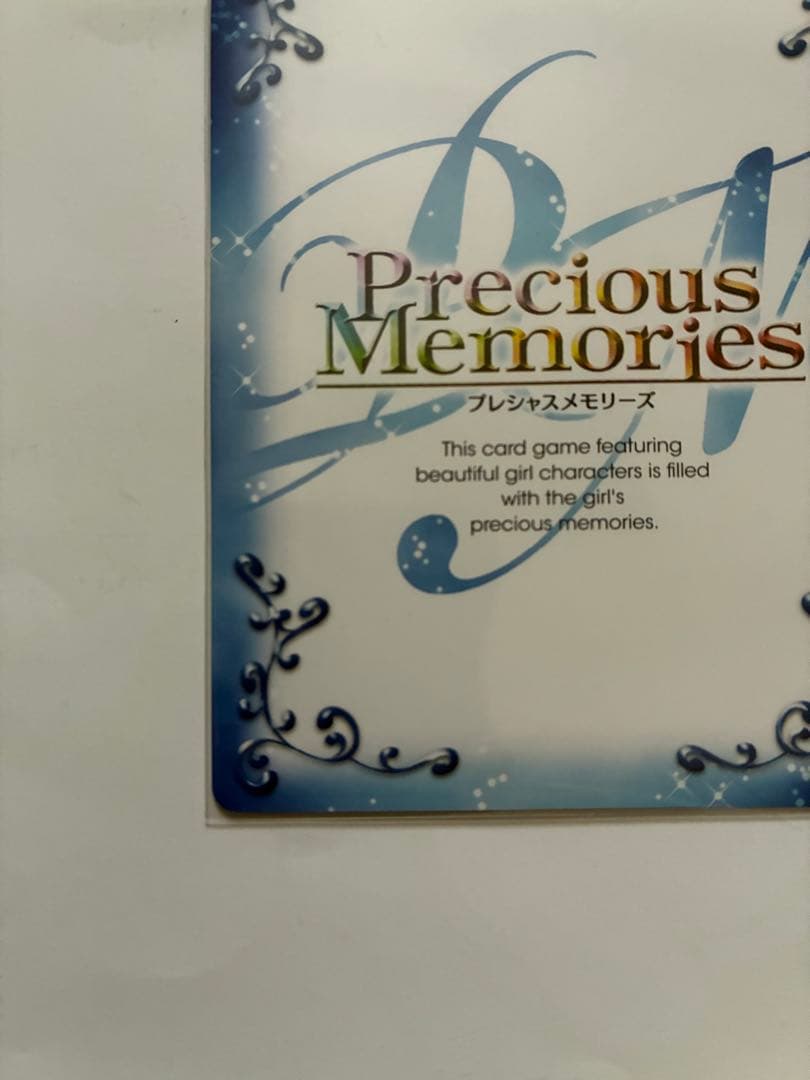 Precious
Memories
プレシャスメモリーズ
This card game featuring
beautiful girl characters is filled
with the girl's
precious memories.